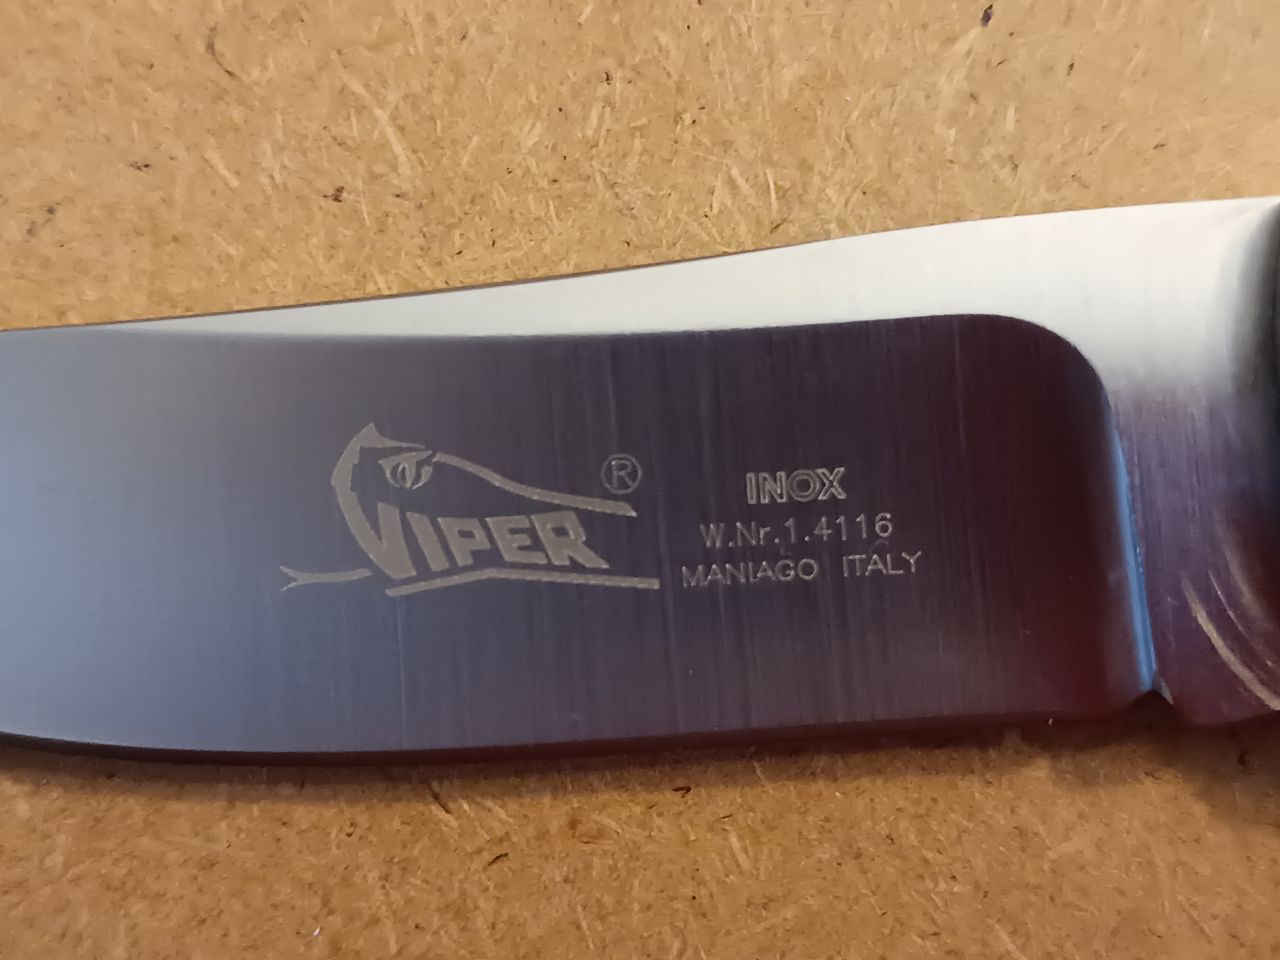 VIPER ®
INOX
W.Nr.1.4116
MANIAGO ITALY